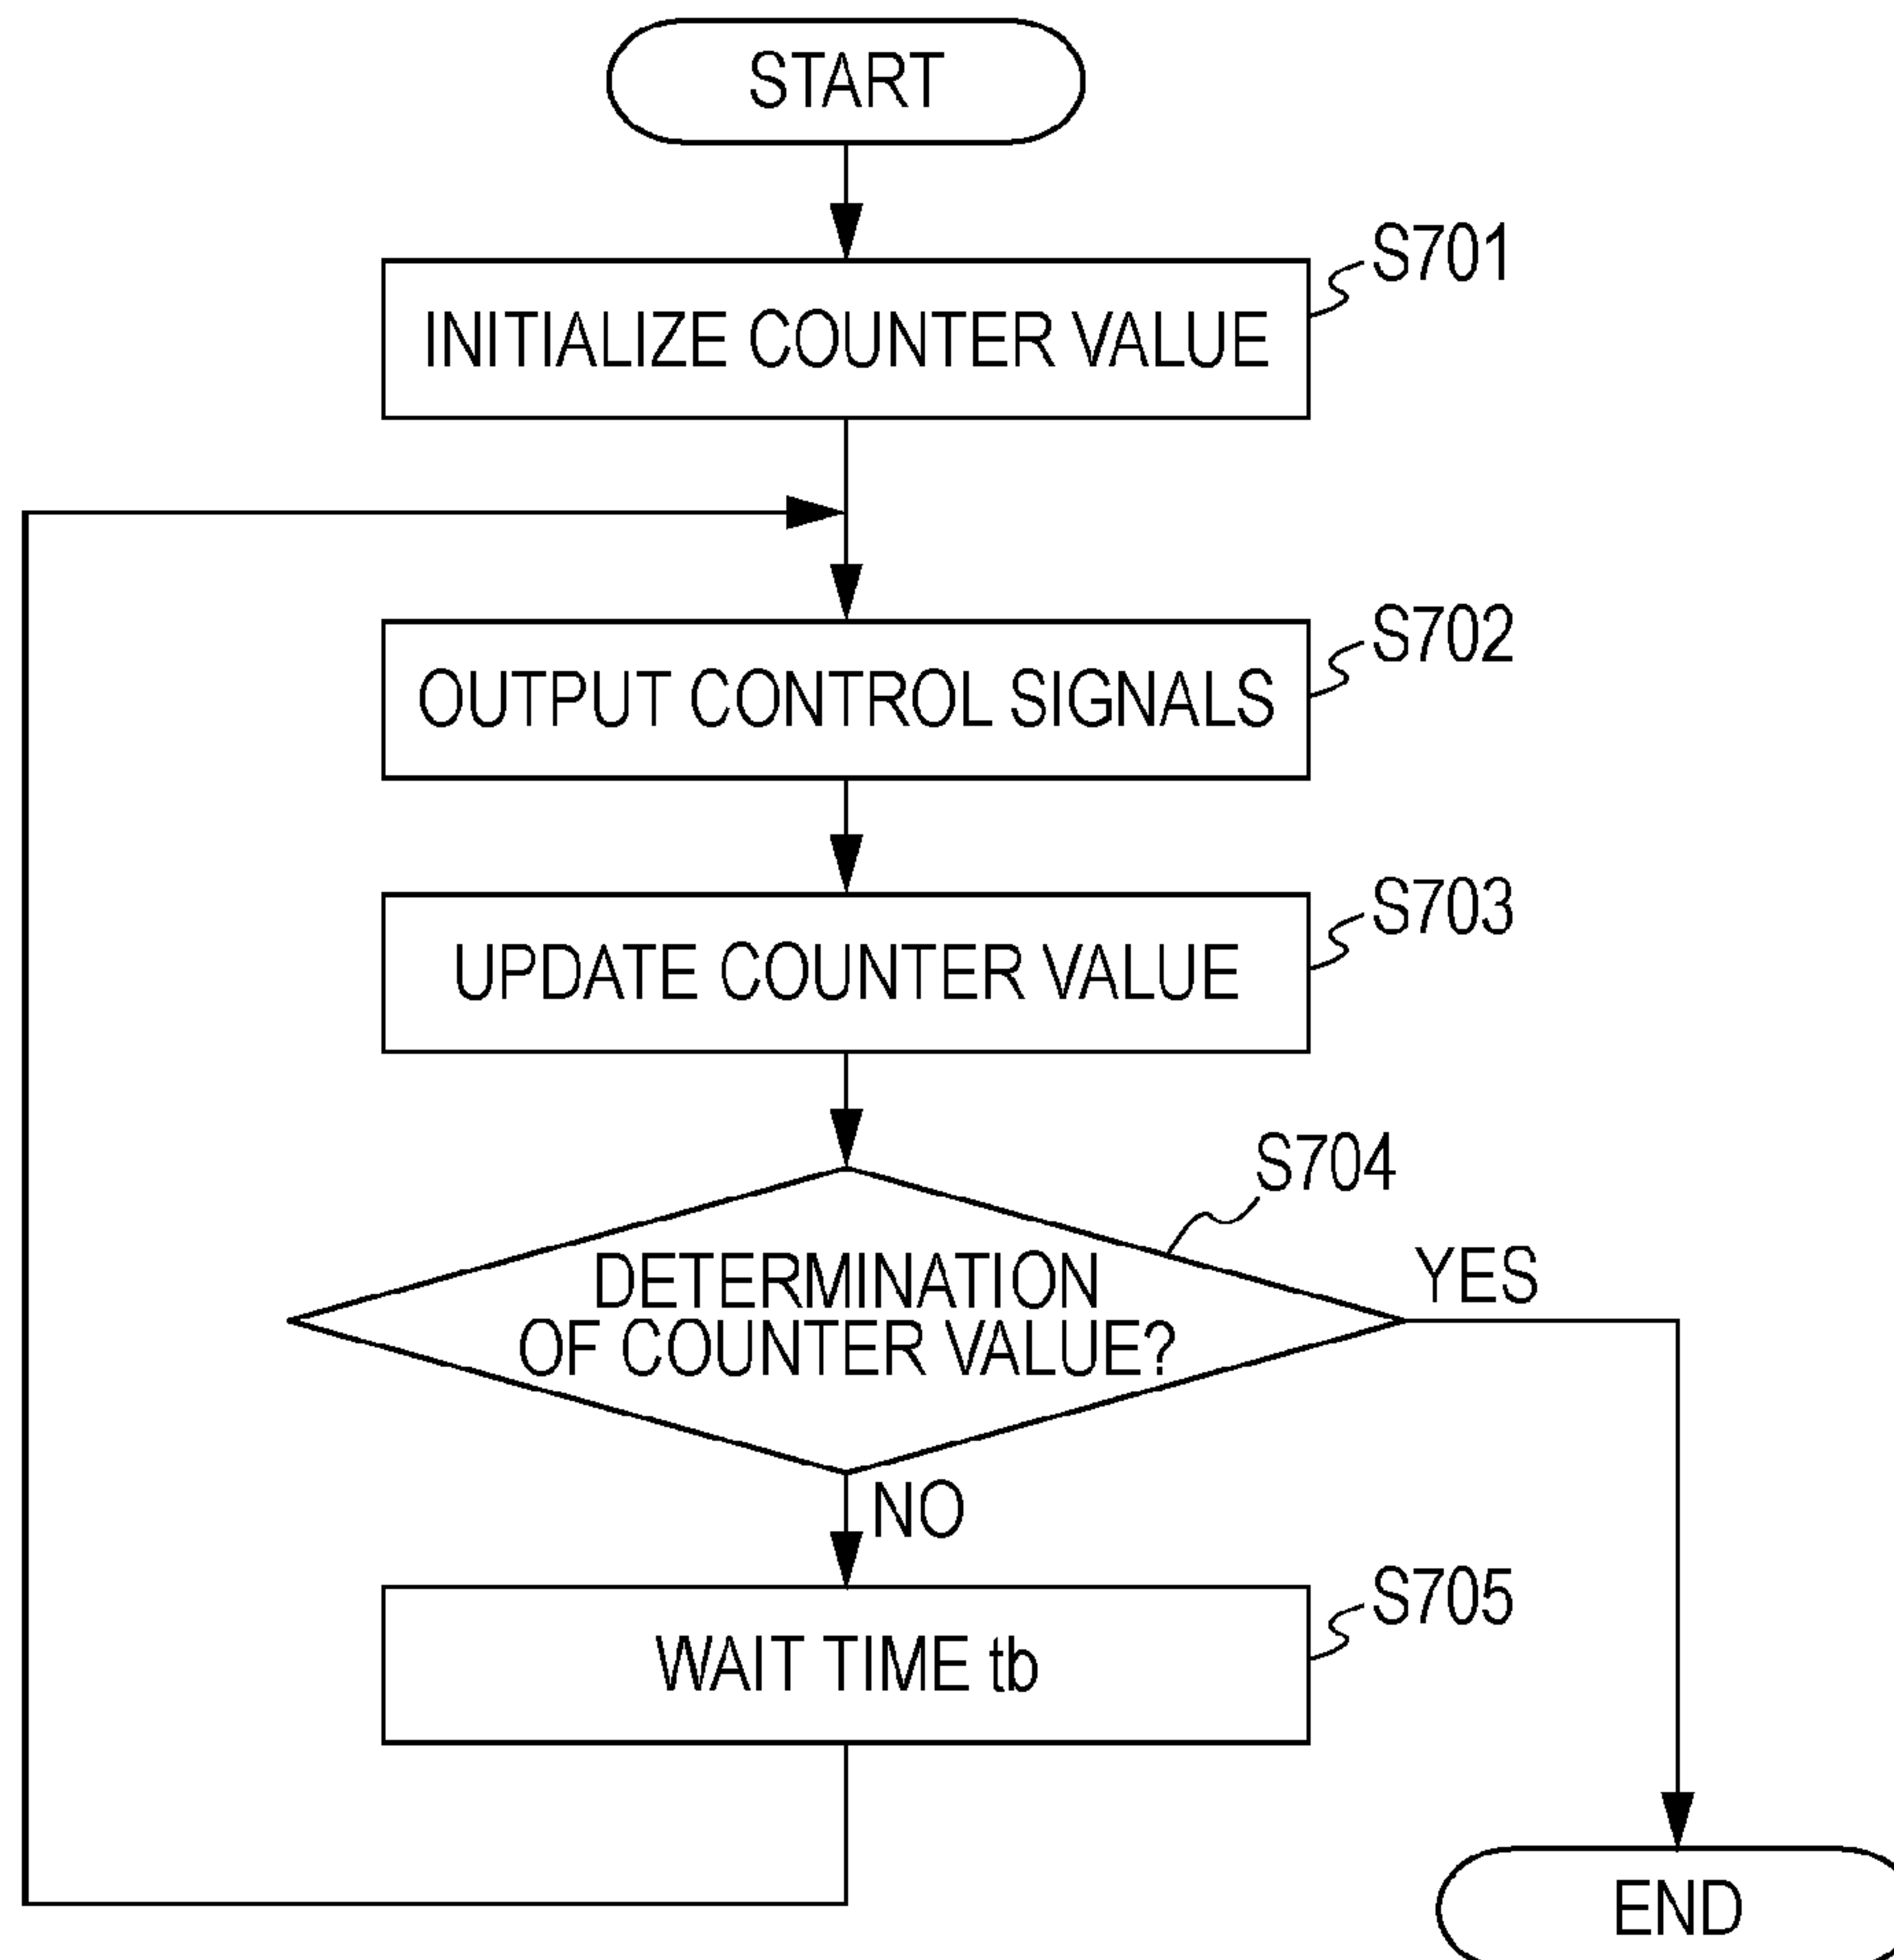 START
S701
INITIALIZE COUNTER VALUE
S702
OUTPUT CONTROL SIGNALS
S703
UPDATE COUNTER VALUE
S704
DETERMINATION
OF COUNTER VALUE?
YES
NO
S705
WAIT TIME tb
END